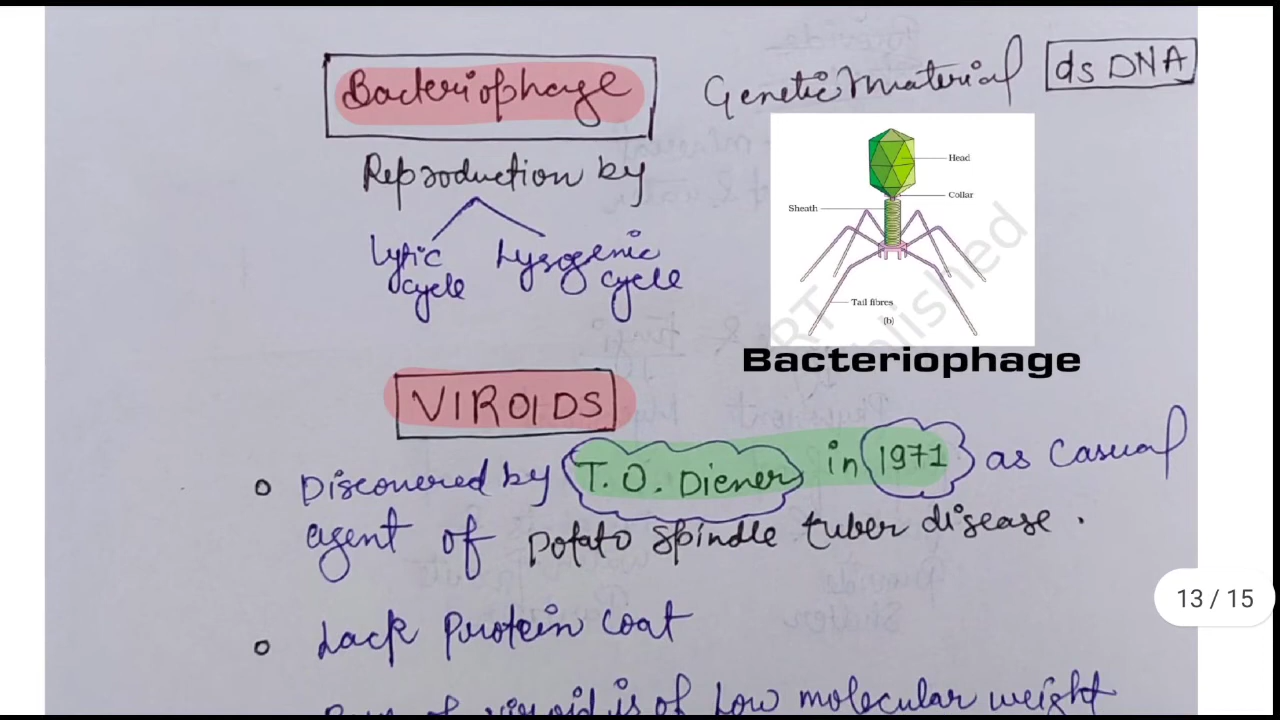 Bacteriophage
Genetic Material ds DNA
Reproduction by
Lytic cycle
Lysogenic cycle
Head
Collar
Sheath
Tail fibres
(b)
Bacteriophage
VIROIDS
Discovered by T. O. Diener in 1971 as casual
agent of potato spindle tuber disease.
Lack protein coat
13 / 15
of viroid is of low molecular weight